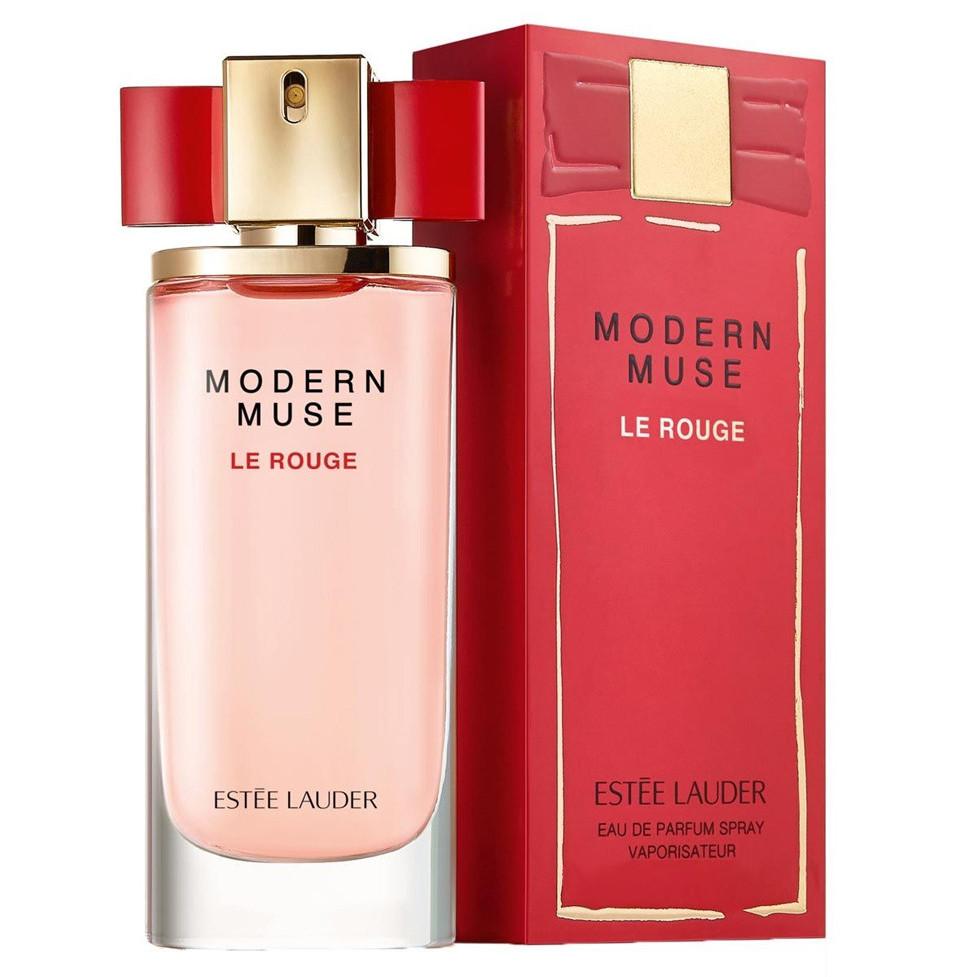 MODERN
MUSE
LE ROUGE
ESTĒE LAUDER
MODERN
MUSE
LE ROUGE
ESTĒE LAUDER
EAU DE PARFUM SPRAY
VAPORISATEUR